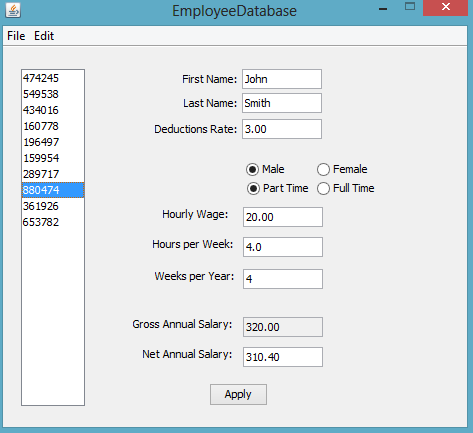 EmployeeDatabase
File Edit
474245
549538
434016
160778
196497
159954
289717
880474
361926
653782
First Name: John
Last Name: Smith
Deductions Rate: 3.00
Male Female
Part Time Full Time
Hourly Wage: 20.00
Hours per Week: 4.0
Weeks per Year: 4
Gross Annual Salary: 320.00
Net Annual Salary: 310.40
Apply